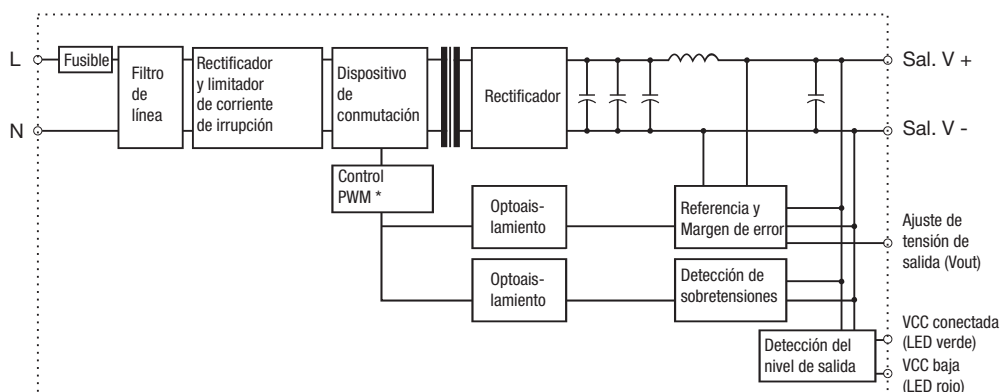 L
Fusible
Filtro
de
línea
Rectificador
y limitador
de corriente
de irrupción
Dispositivo
de
conmutación
Rectificador
Sal. V +
N
Sal. V -
Control
PWM *
Optoais-
lamiento
Referencia y
Margen de error
Ajuste de
tensión de
salida (Vout)
Optoais-
lamiento
Detección de
sobretensiones
Detección del
nivel de salida
VCC conectada
(LED verde)
VCC baja
(LED rojo)